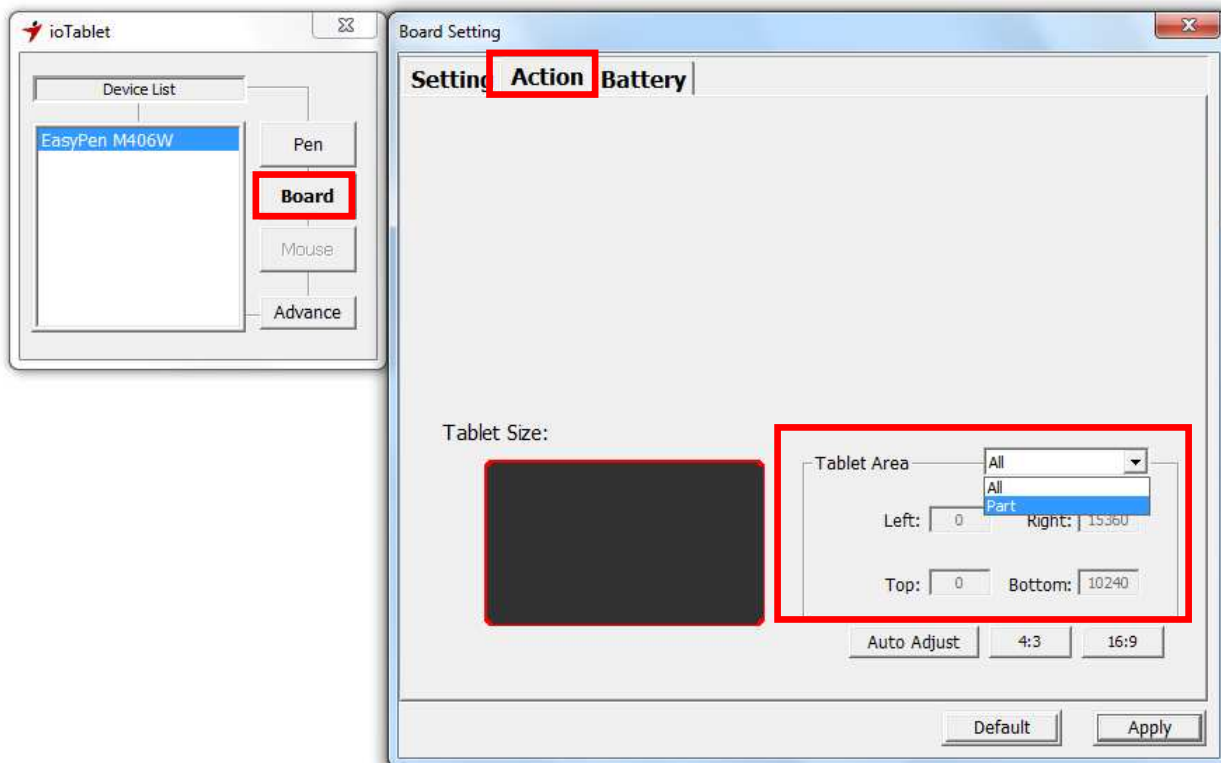 ioTablet
Device List
EasyPen M406W
Pen
Board
Mouse
Advance
Board Setting
Setting Action Battery
Tablet Size:
Tablet Area All
All
Part
Left: 0 Right: 15360
Top: 0 Bottom: 10240
Auto Adjust 4:3 16:9
Default Apply